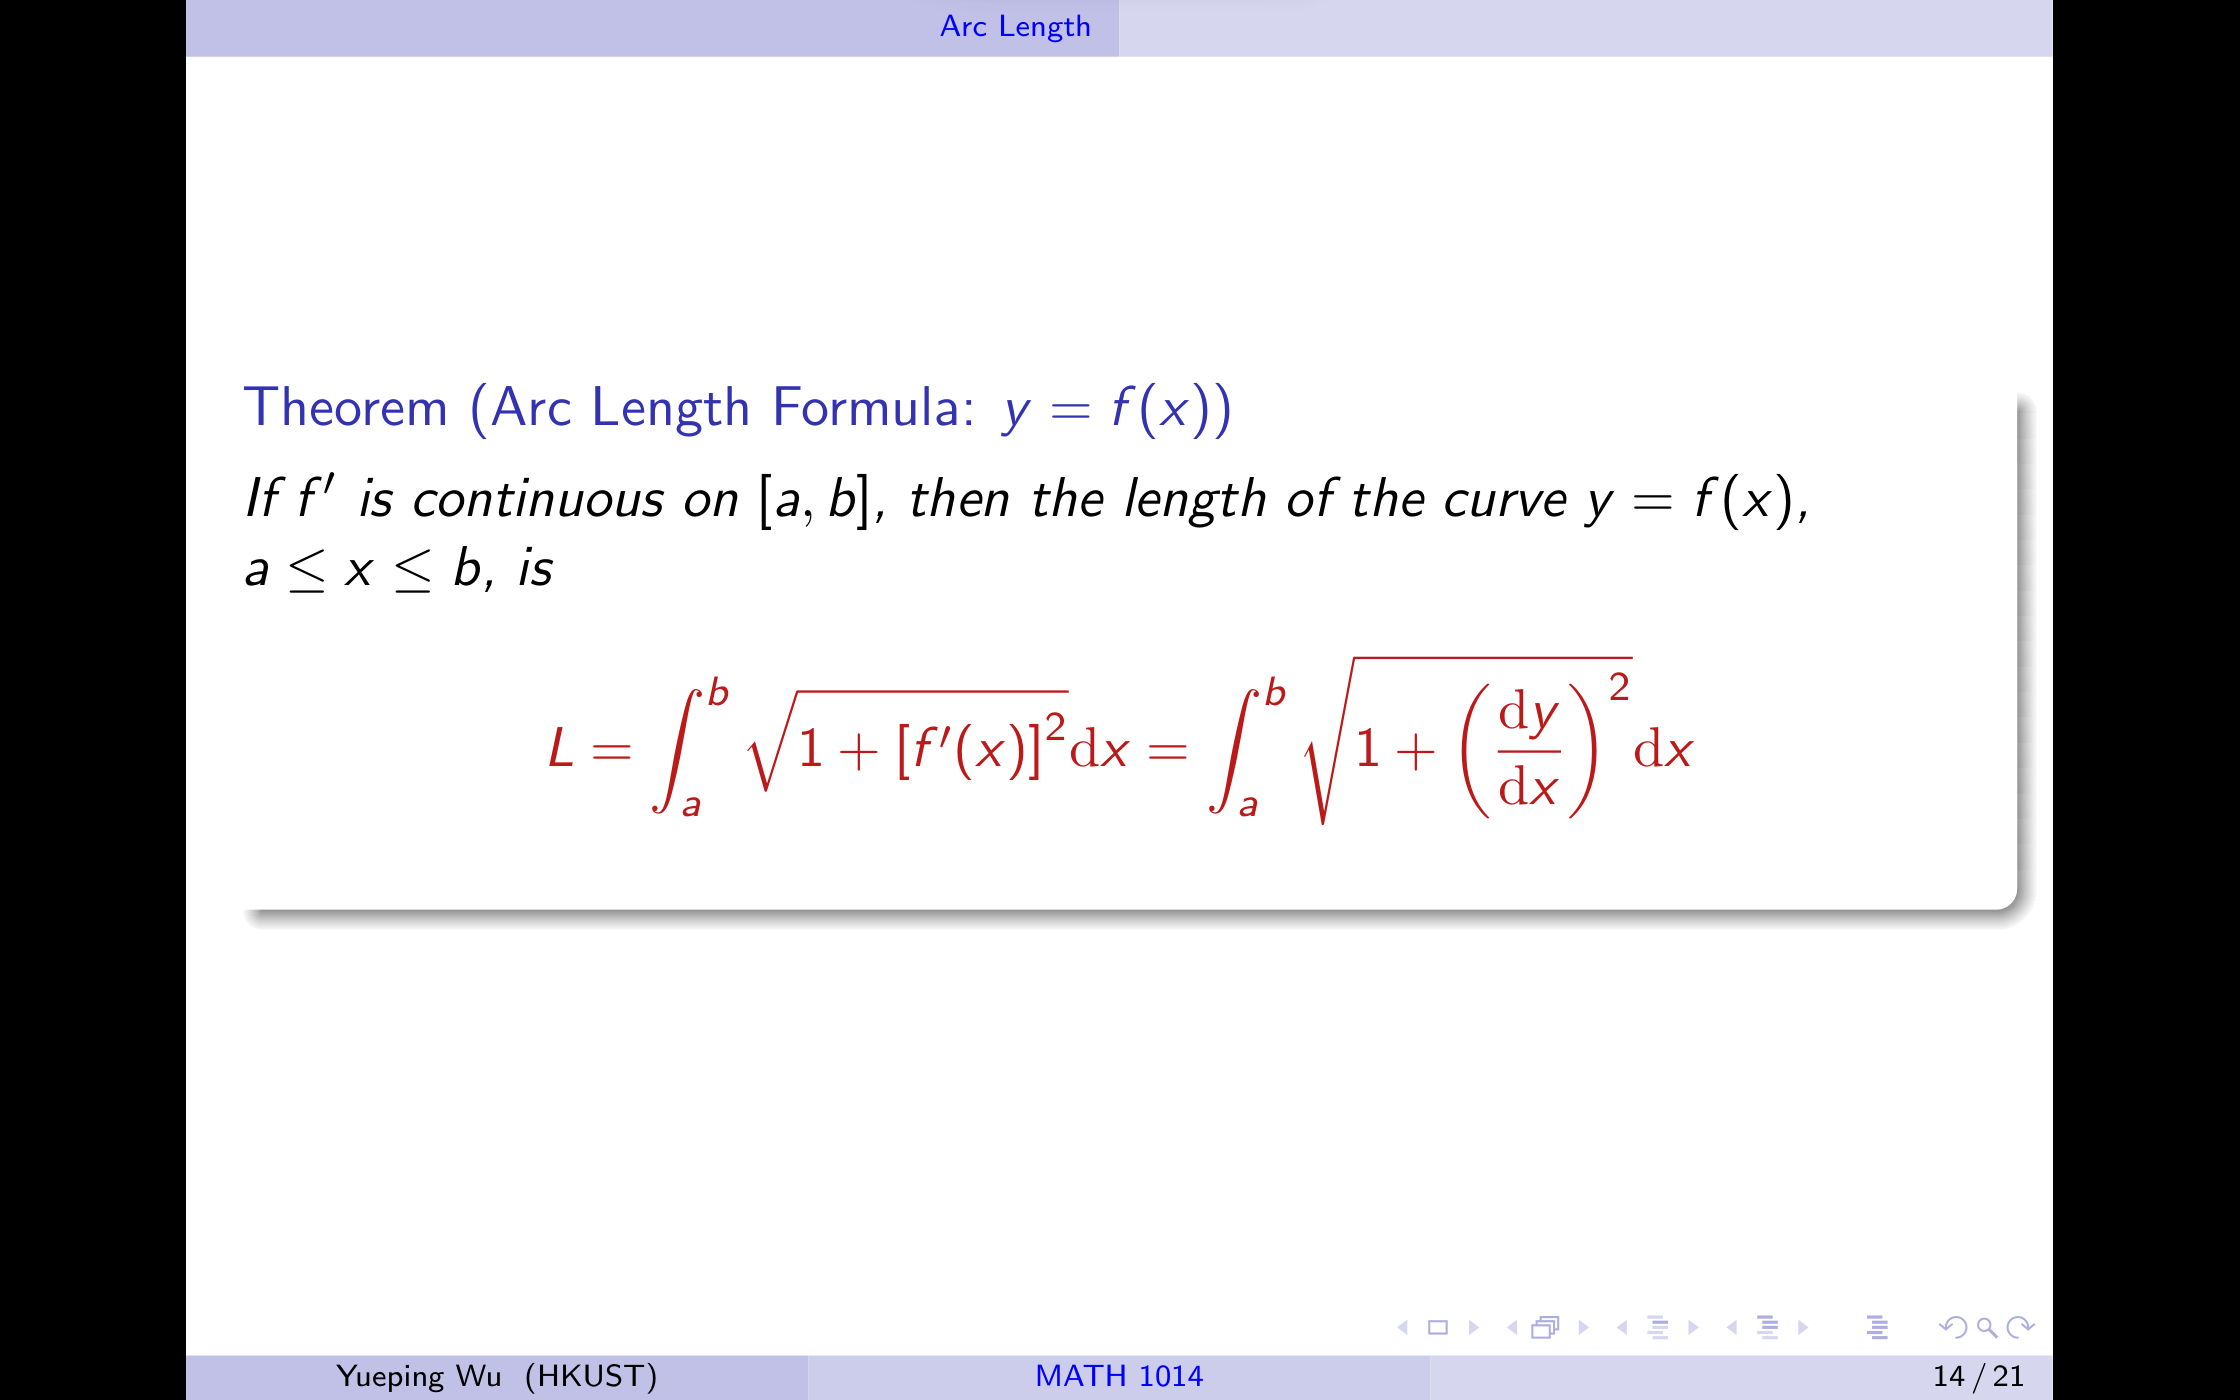 Arc Length
Theorem (Arc Length Formula: y = f(x))
If f′ is continuous on [a, b], then the length of the curve y = f(x),
a ≤ x ≤ b, is
L = ∫_a^b √(1 + [f′(x)]²) dx = ∫_a^b √(1 + (dy/dx)²) dx
Yueping Wu (HKUST)
MATH 1014
14 / 21